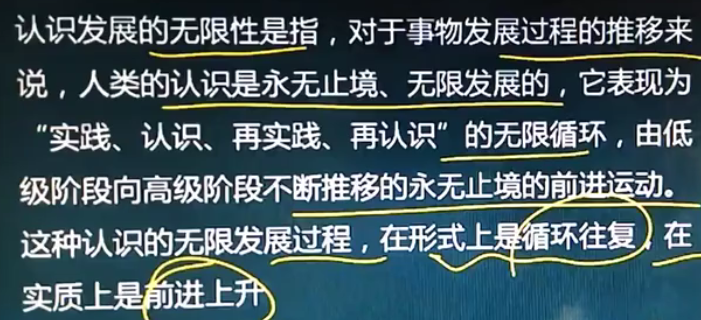 认识发展的无限性是指，对于事物发展过程的推移来
说，人类的认识是永无止境、无限发展的，它表现为
“实践、认识、再实践、再认识”的无限循环，由低
级阶段向高级阶段不断推移的永无止境的前进运动。
这种认识的无限发展过程，在形式上是循环往复，在
实质上是前进上升